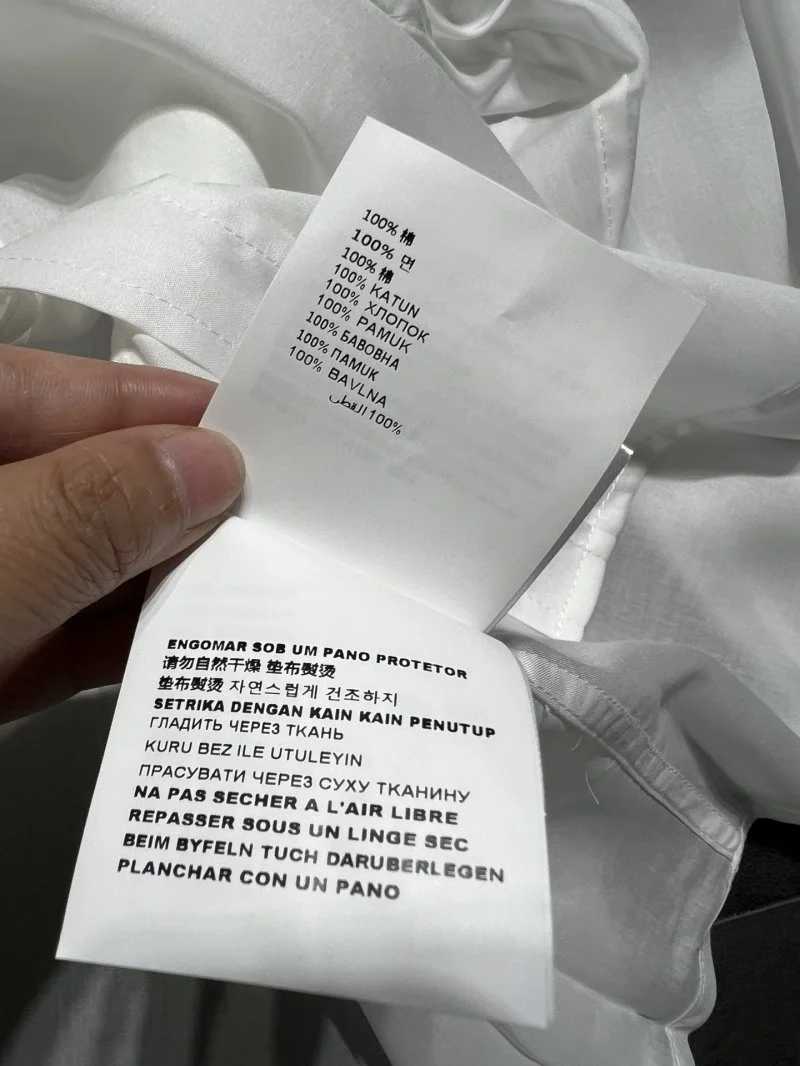 100% 棉
100% 면
100% 棉
100% KATUN
100% ХЛОПОК
100% PAMUK
100% БАВОВНА
100% ПАМUК
100% BAVLNA
100% القطن
ENGOMAR SOB UM PANO PROTETOR
请勿自然干燥 垫布熨烫
垫布熨烫 자연스럽게 건조하지
SETRIKA DENGAN KAIN KAIN PENUTUP
ГЛАДИТЬ ЧЕРЕЗ ТКАНЬ
KURU BEZ ILE UTULEYIN
ПРАСУВАТИ ЧЕРЕЗ СУХУ ТКАНИНУ
NA PAS SECHER A L'AIR LIBRE
REPASSER SOUS UN LINGE SEC
BEIM BYFELN TUCH DARUBERLEGEN
PLANCHAR CON UN PANO